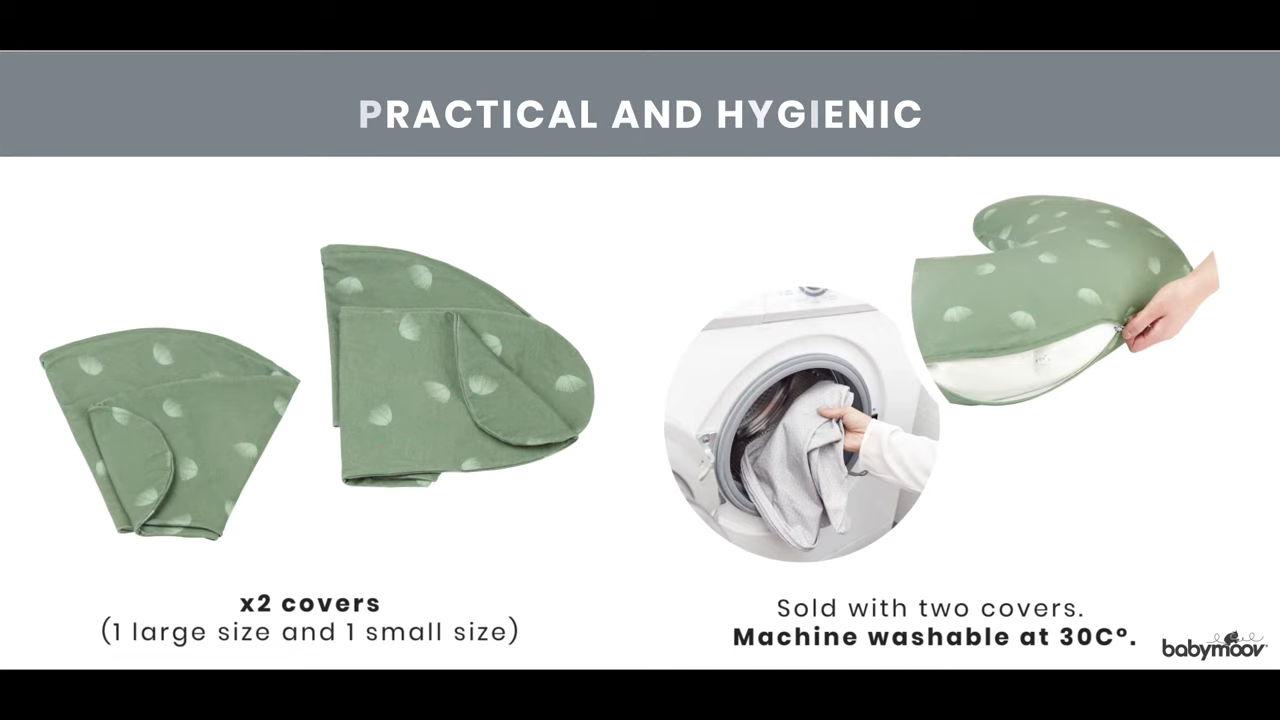 PRACTICAL AND HYGIENIC
x2 covers
(1 large size and 1 small size)
Sold with two covers.
Machine washable at 30C°.
babymoov